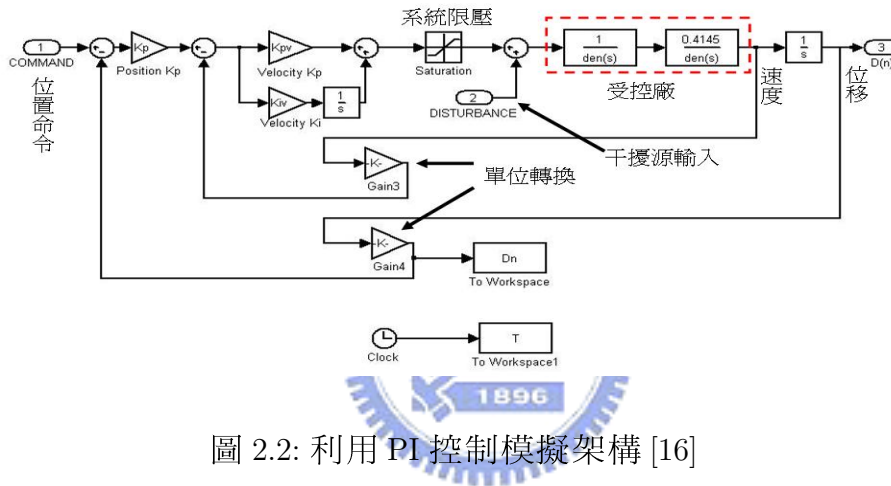 系統限壓
1
COMMAND
位置命令
Kp
Position Kp
Kpv
Velocity Kp
Kiv
Velocity Ki
1
s
Saturation
2
DISTURBANCE
1
den(s)
0.4145
den(s)
受控廠
速度
1
s
位移
3
D(n)
干擾源輸入
-K-
Gain3
單位轉換
-K-
Gain4
Dn
To Workspace
Clock
T
To Workspace1
1896
圖 2.2: 利用 PI 控制模擬架構 [16]